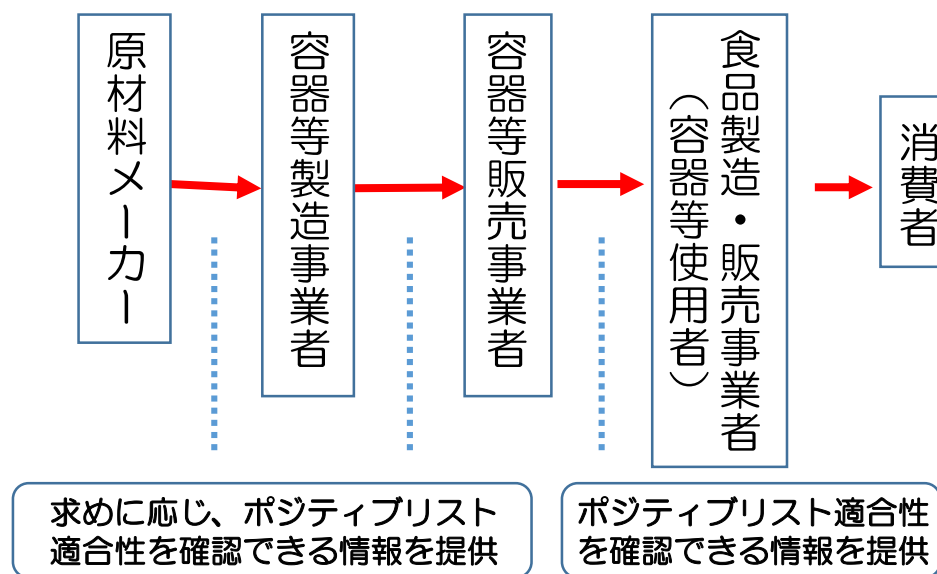 原材料メーカー
容器等製造事業者
容器等販売事業者
食品製造・販売事業者
（容器等使用者）
消費者
求めに応じ、ポジティブリスト
適合性を確認できる情報を提供
ポジティブリスト適合性
を確認できる情報を提供